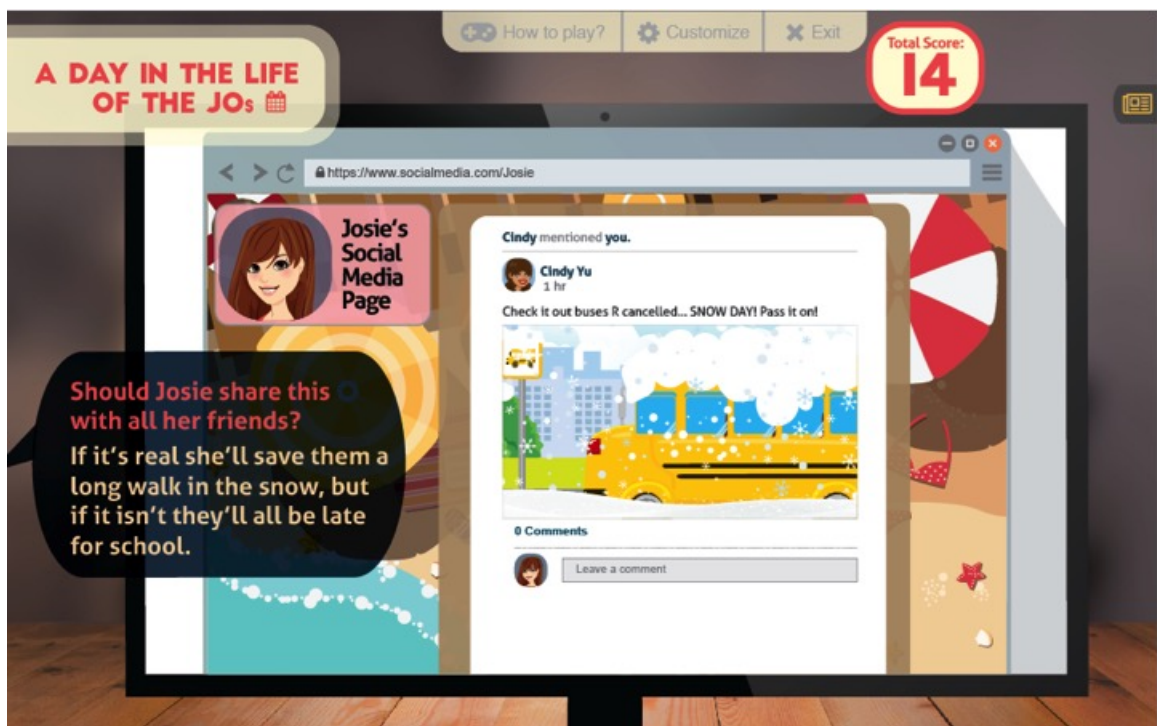 How to play?
Customize
Exit
Total Score:
14
A DAY IN THE LIFE
OF THE JOs
https://www.socialmedia.com/Josie
Josie's
Social
Media
Page
Cindy mentioned you.
Cindy Yu
1 hr
Check it out buses R cancelled... SNOW DAY! Pass it on!
Should Josie share this
with all her friends?
If it's real she'll save them a
long walk in the snow, but
if it isn't they'll all be late
for school.
0 Comments
Leave a comment